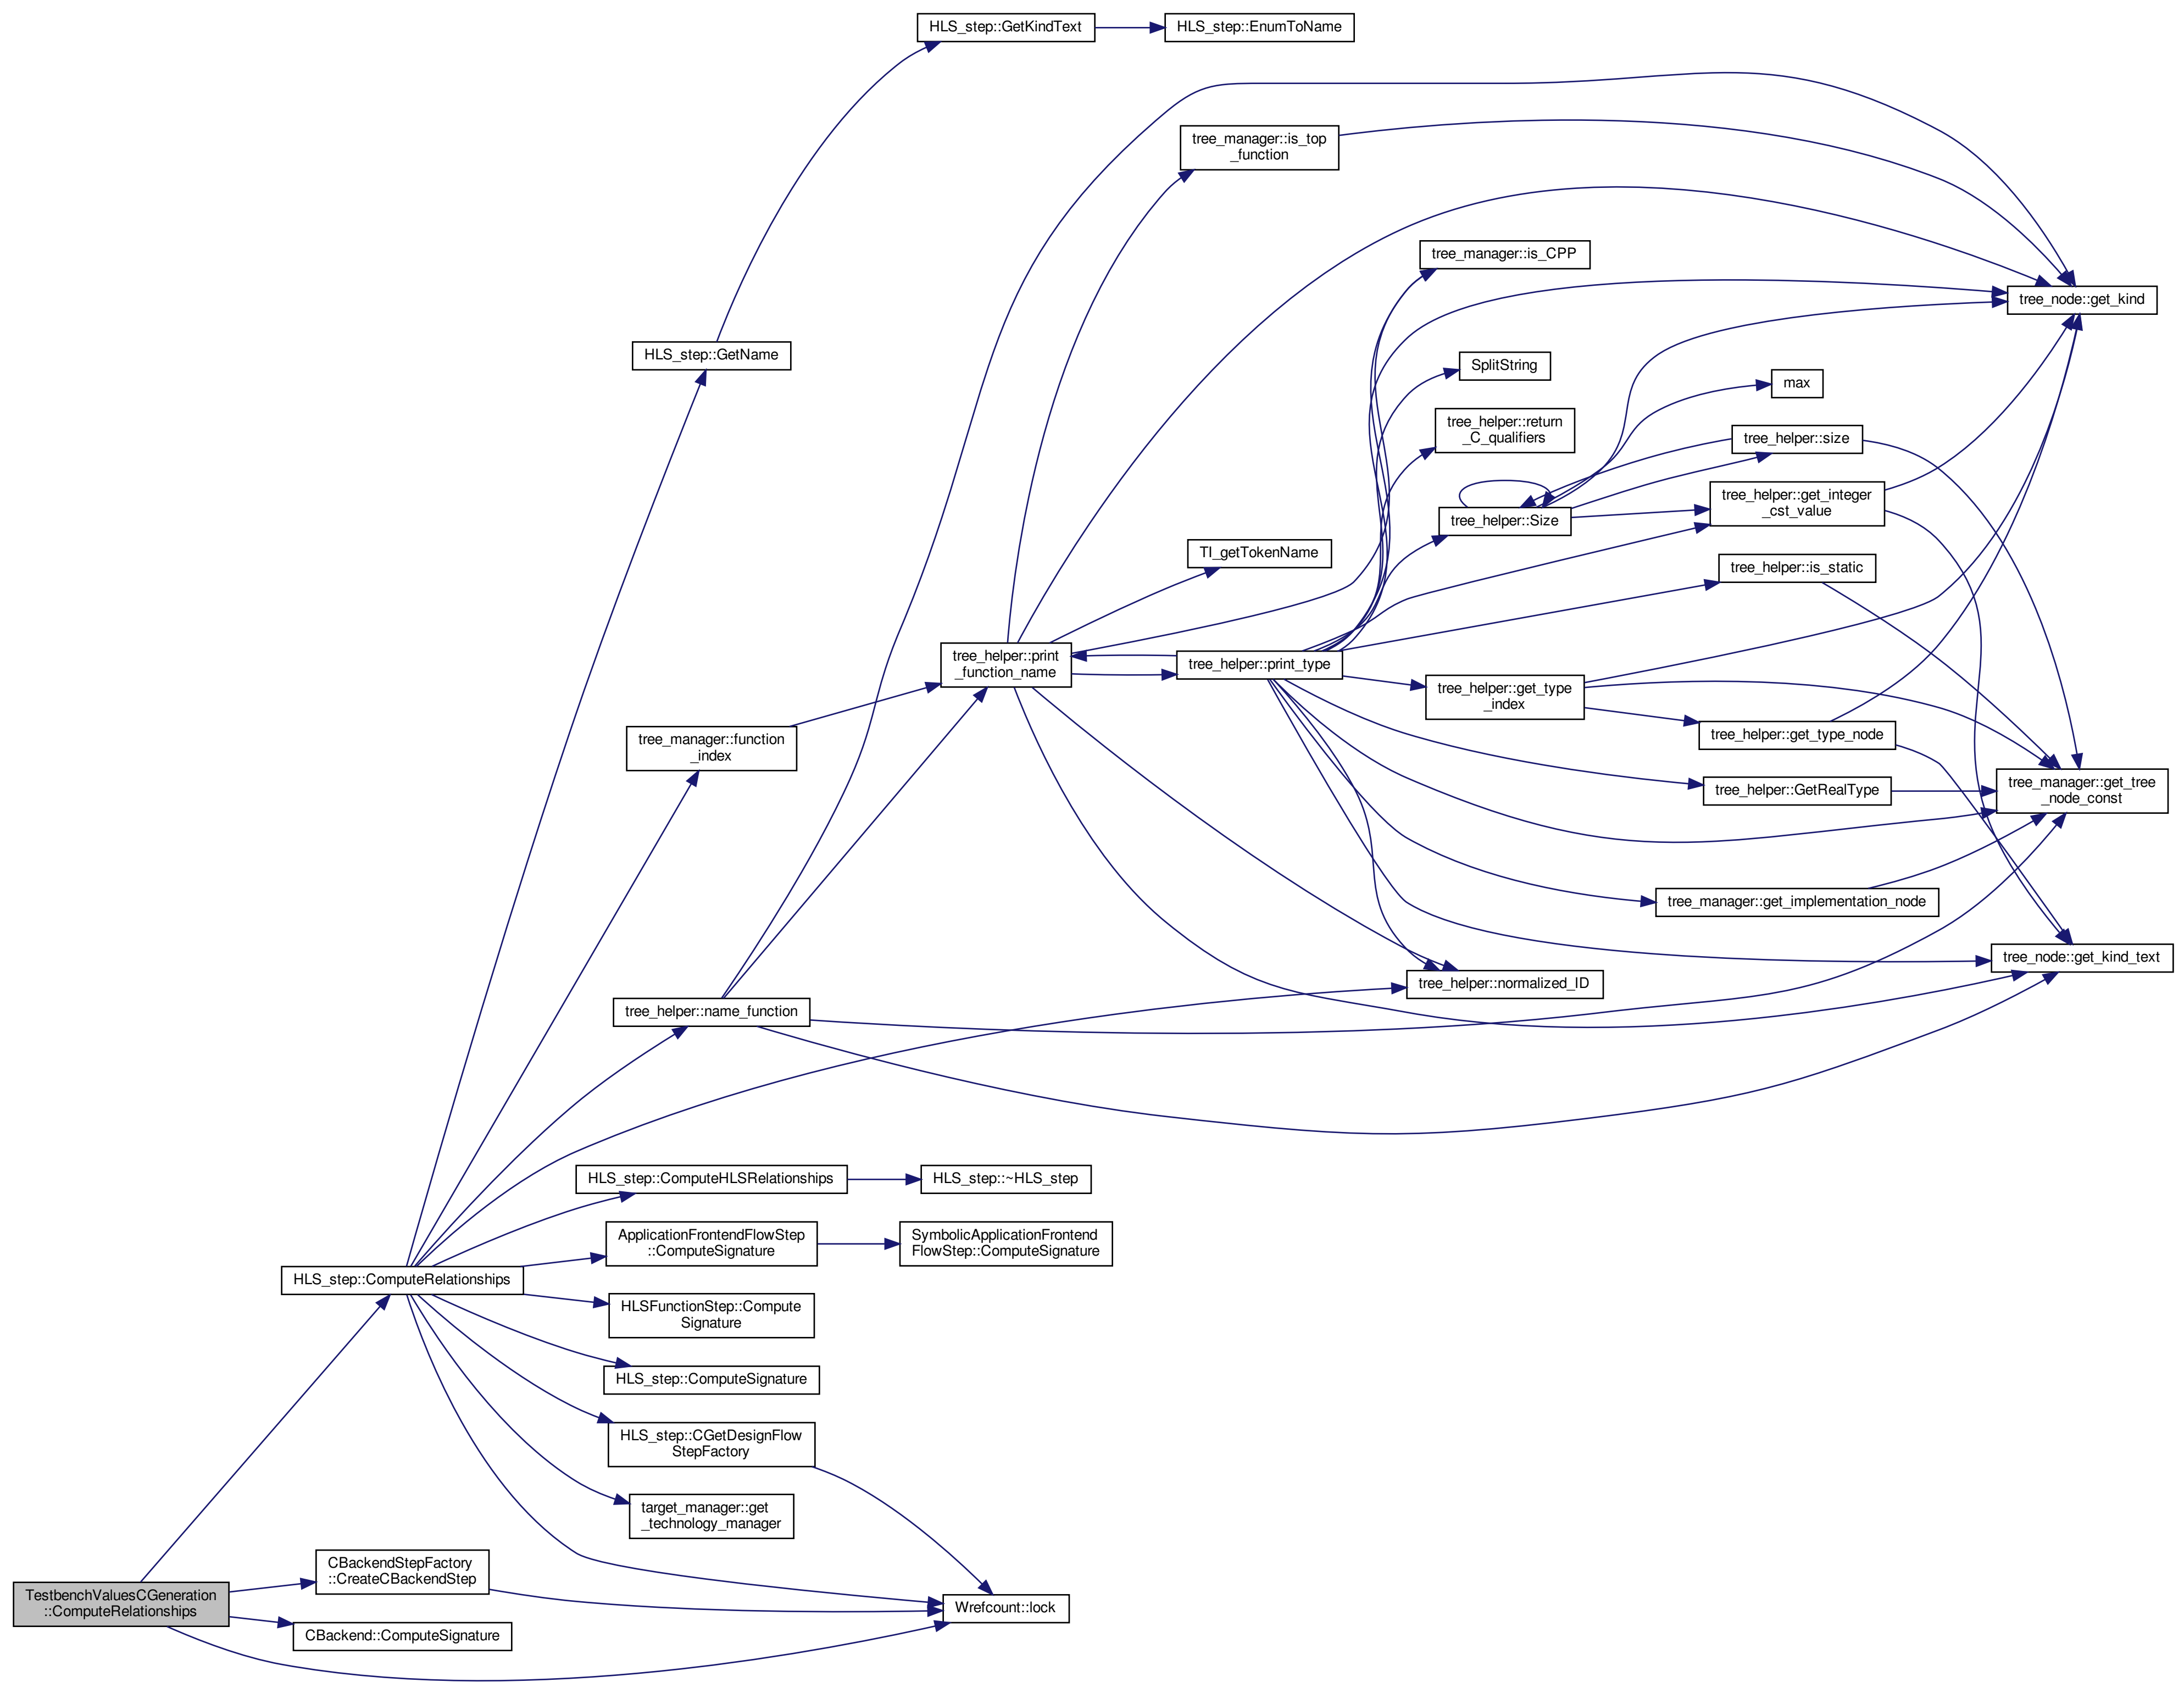 HLS_step::GetKindText
HLS_step::EnumToName
tree_manager::is_top
_function
tree_manager::is_CPP
tree_node::get_kind
HLS_step::GetName
SplitString
max
tree_helper::return
_C_qualifiers
tree_helper::size
tree_helper::get_integer
_cst_value
tree_helper::Size
TI_getTokenName
tree_helper::is_static
tree_helper::print
_function_name
tree_helper::print_type
tree_helper::get_type
_index
tree_helper::get_type_node
tree_manager::function
_index
tree_helper::GetRealType
tree_manager::get_tree
_node_const
tree_manager::get_implementation_node
tree_node::get_kind_text
tree_helper::normalized_ID
tree_helper::name_function
HLS_step::ComputeHLSRelationships
HLS_step::~HLS_step
ApplicationFrontendFlowStep
::ComputeSignature
SymbolicApplicationFrontend
FlowStep::ComputeSignature
HLS_step::ComputeRelationships
HLSFunctionStep::Compute
Signature
HLS_step::ComputeSignature
HLS_step::CGetDesignFlow
StepFactory
target_manager::get
_technology_manager
CBackendStepFactory
::CreateCBackendStep
TestbenchValuesCGeneration
::ComputeRelationships
Wrefcount::lock
CBackend::ComputeSignature